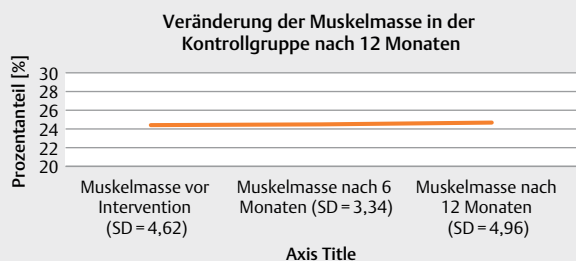 Veränderung der Muskelmasse in der
Kontrollgruppe nach 12 Monaten
Prozentanteil [%]
30
28
26
24
22
20
Muskelmasse vor
Intervention
(SD = 4,62)
Muskelmasse nach 6
Monaten (SD = 3,34)
Muskelmasse nach
12 Monaten
(SD = 4,96)
Axis Title